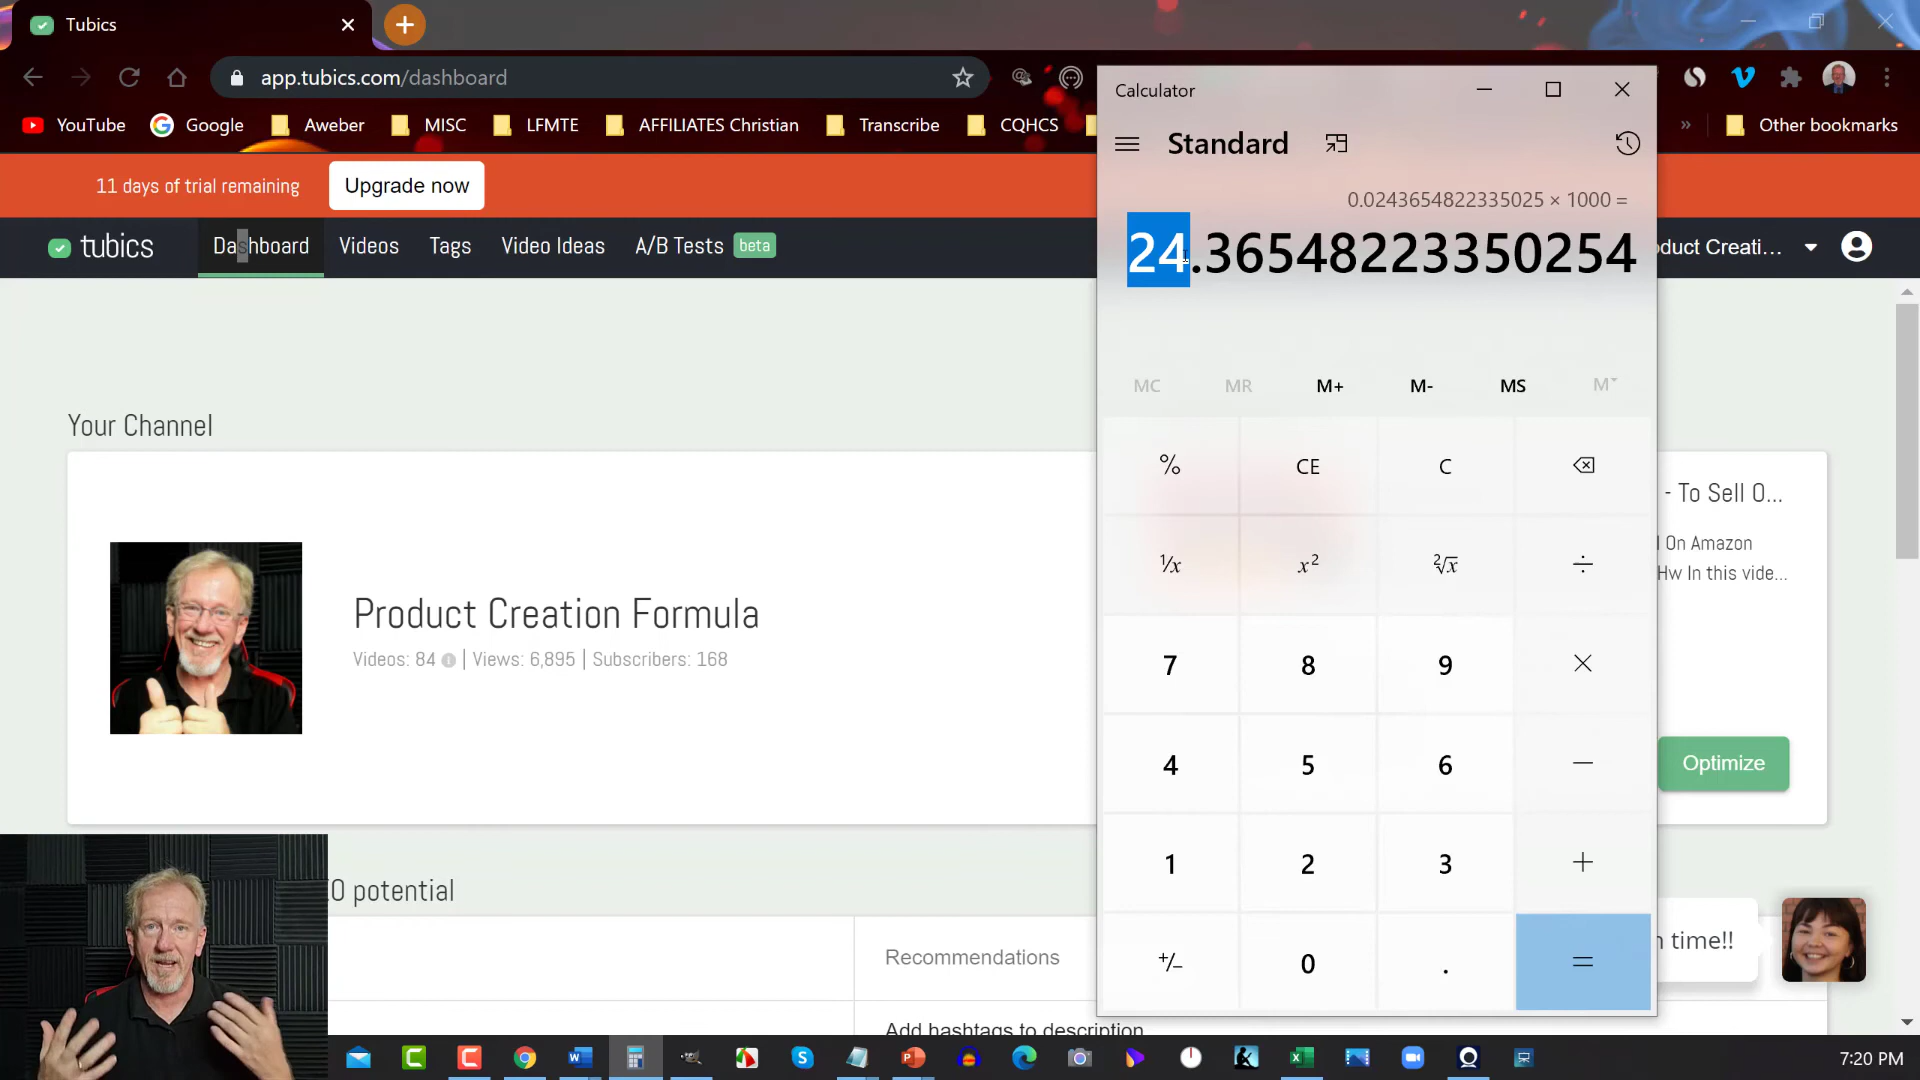 Tubics
app.tubics.com/dashboard
YouTube Google Aweber MISC LFMTE AFFILIATES Christian Transcribe CQHCS » Other bookmarks
11 days of trial remaining Upgrade now
tubics Dashboard Videos Tags Video Ideas A/B Tests beta oduct Creati...
Your Channel
Product Creation Formula
Videos: 84 | Views: 6,895 | Subscribers: 168
- To Sell O...
On Amazon
Hw In this vide...
Optimize
O potential
Recommendations
Add hashtags to description
n time!!
Calculator
Standard
0.0243654822335025 × 1000 =
24.36548223350254
MC MR M+ M- MS M˅
% CE C
¹/x x² ²√x ÷
7 8 9 ×
4 5 6 −
1 2 3 +
+/− 0 . =
7:20 PM